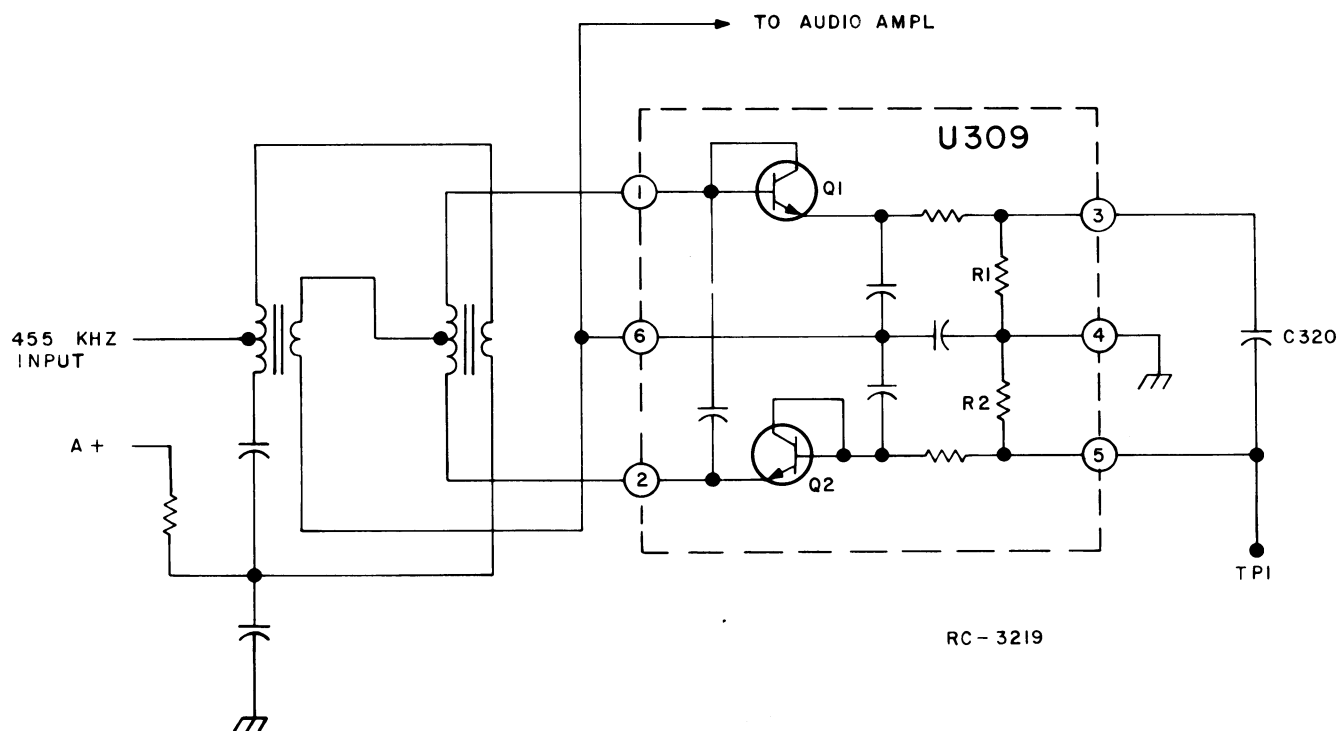 TO AUDIO AMPL
U309
1
Q1
3
R1
455 KHZ
INPUT
6
4
C320
R2
A+
2
Q2
5
TP1
RC-3219